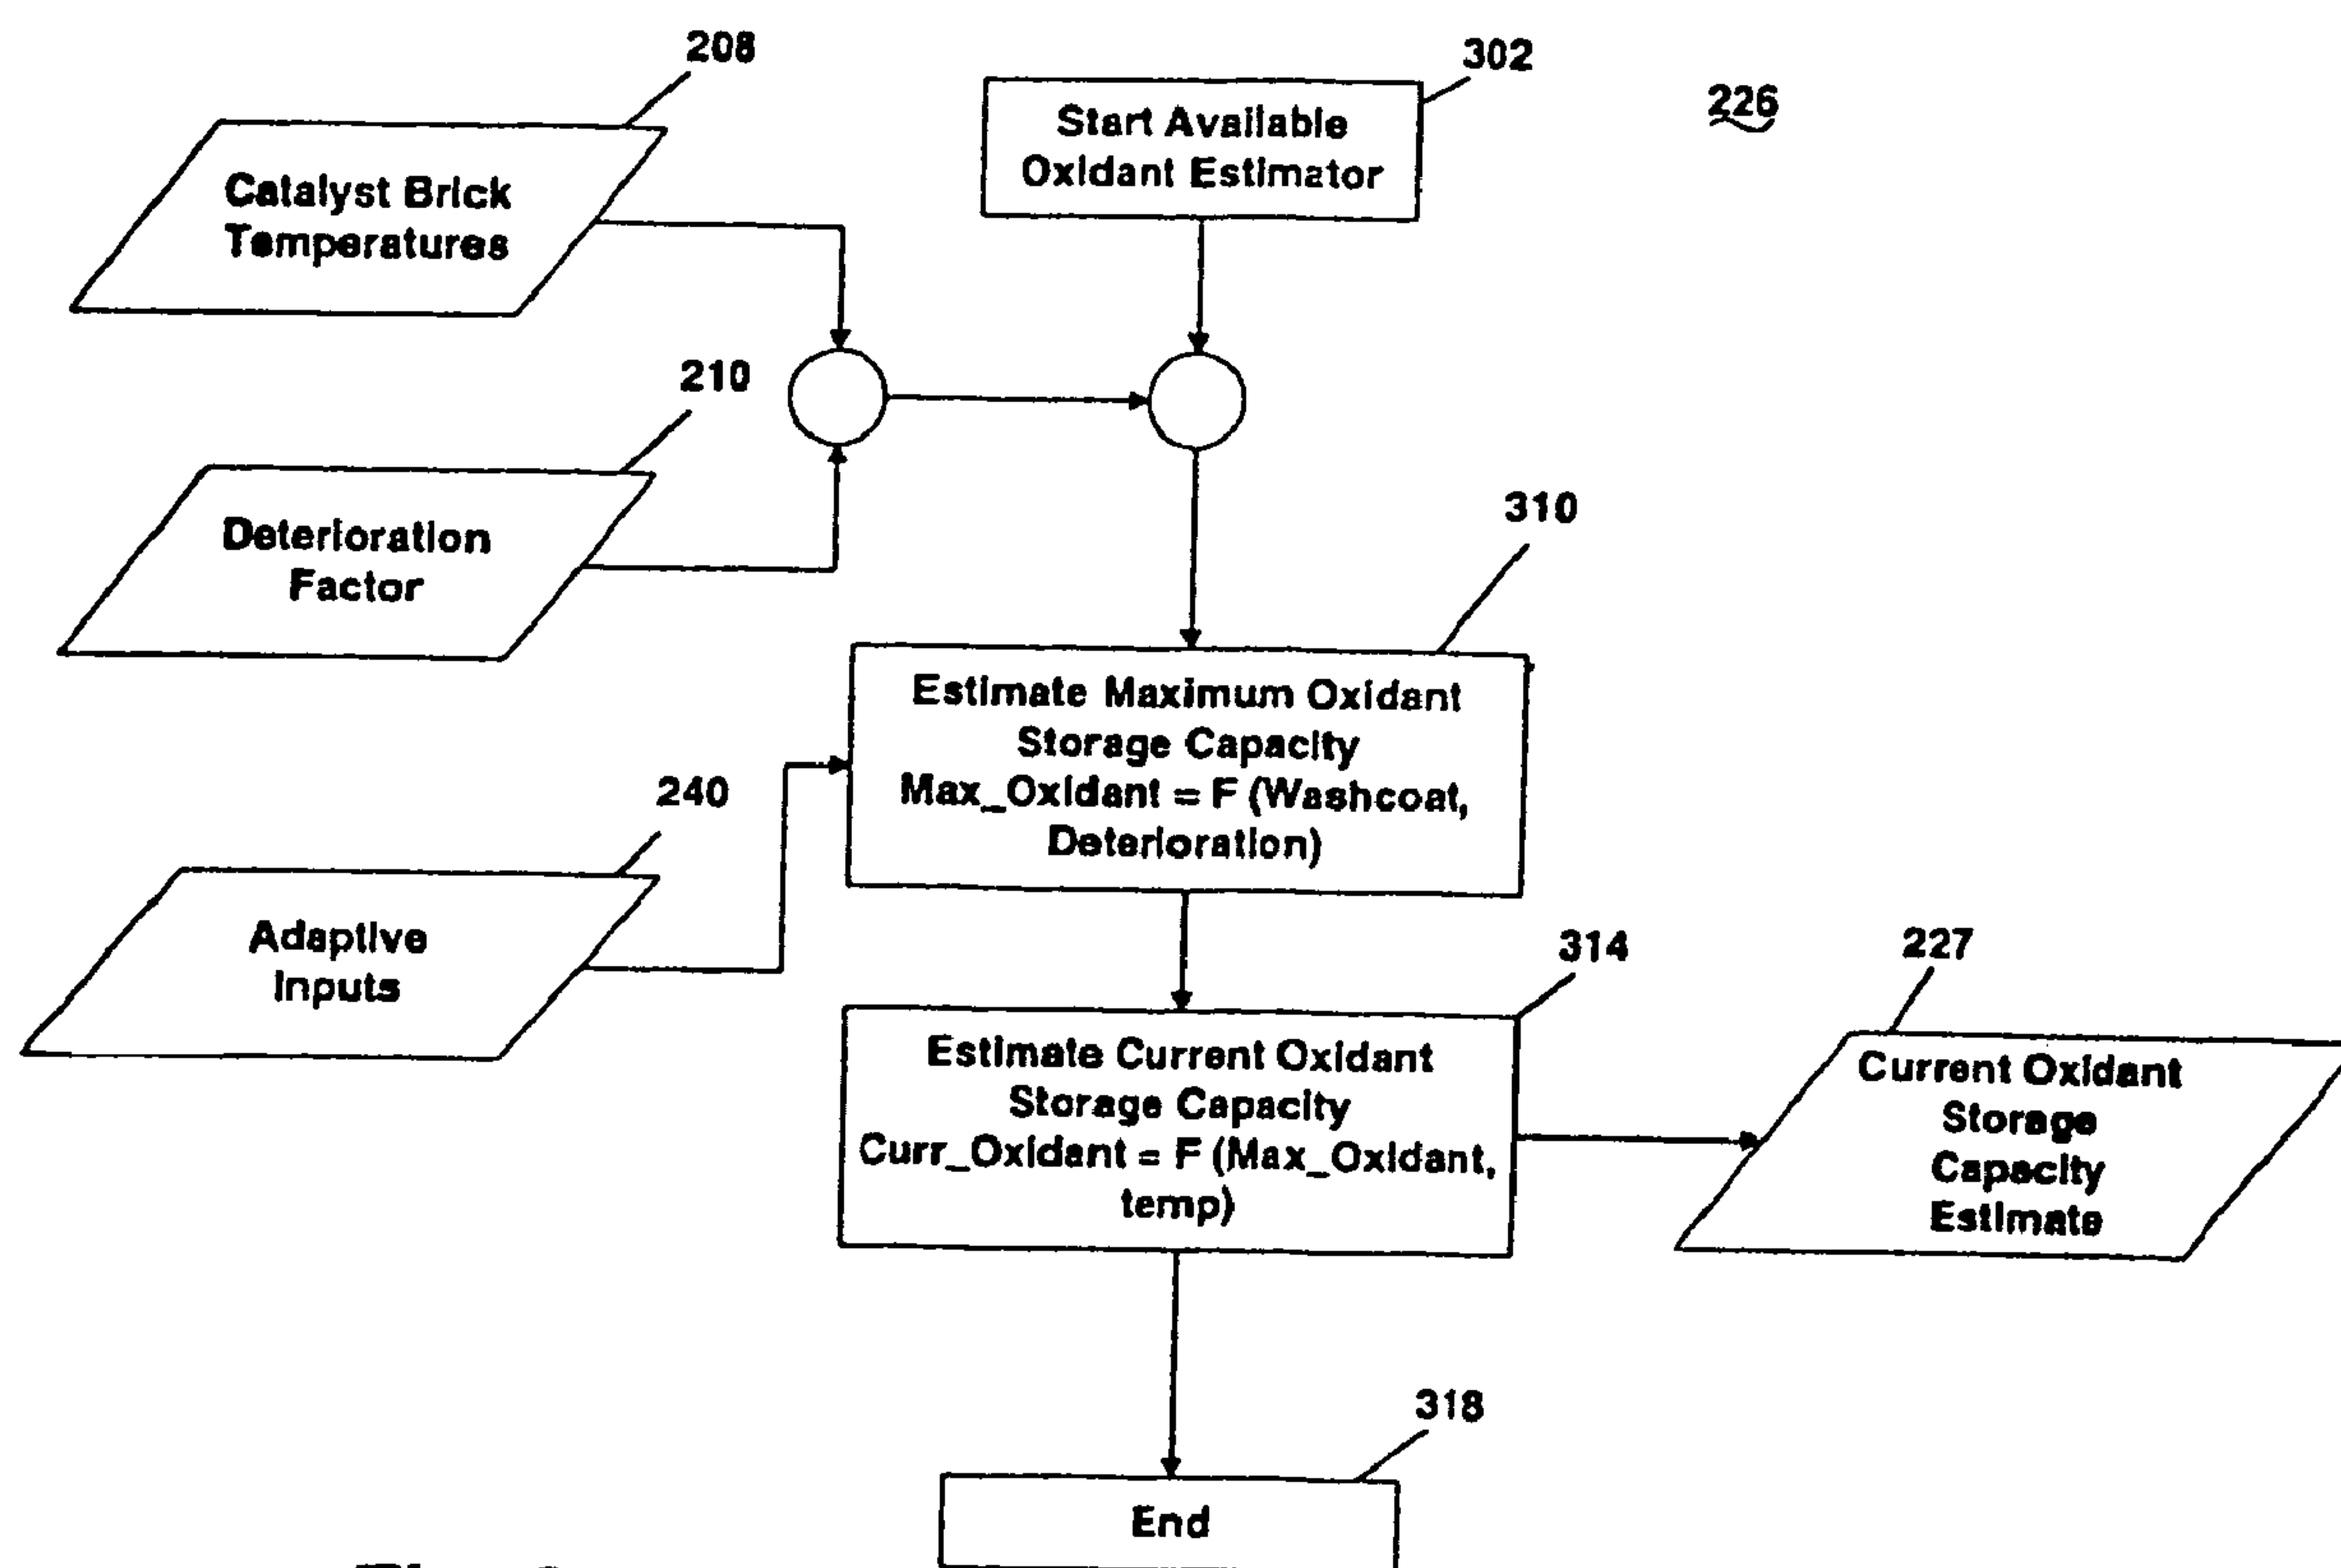 208
302
226
Start Available
Oxidant Estimator
Catalyst Brick
Temperatures
210
Deterioration
Factor
310
Estimate Maximum Oxidant
Storage Capacity
Max_Oxidant = F (Washcoat,
Deterioration)
240
Adaptive
Inputs
314
227
Estimate Current Oxidant
Storage Capacity
Curr_Oxidant = F (Max_Oxidant,
temp)
Current Oxidant
Storage
Capacity
Estimate
318
End